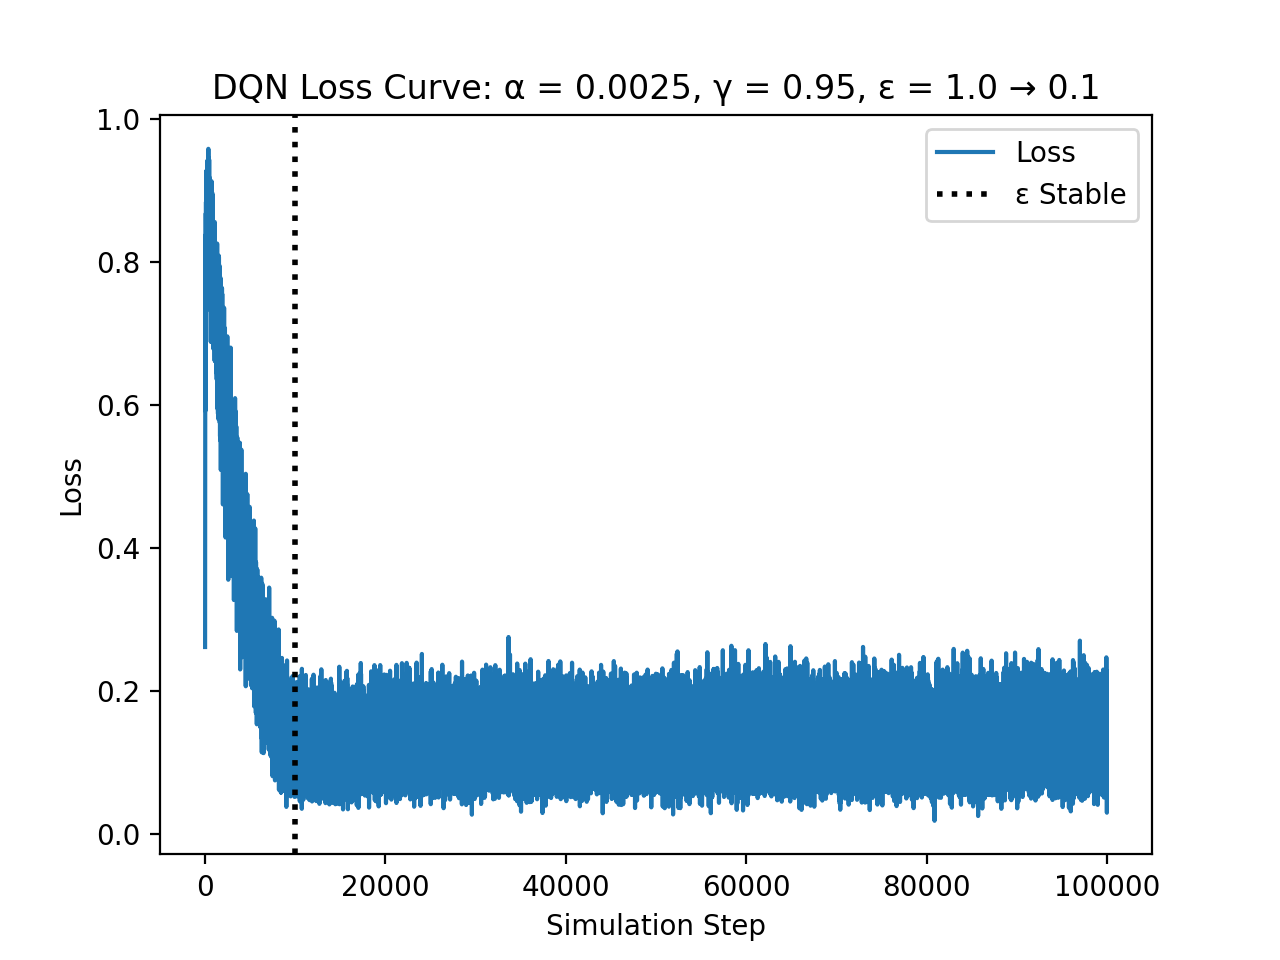 DQN Loss Curve: α = 0.0025, γ = 0.95, ε = 1.0 → 0.1
Loss
ε Stable
1.0
0.8
0.6
0.4
0.2
0.0
Loss
0 20000 40000 60000 80000 100000
Simulation Step